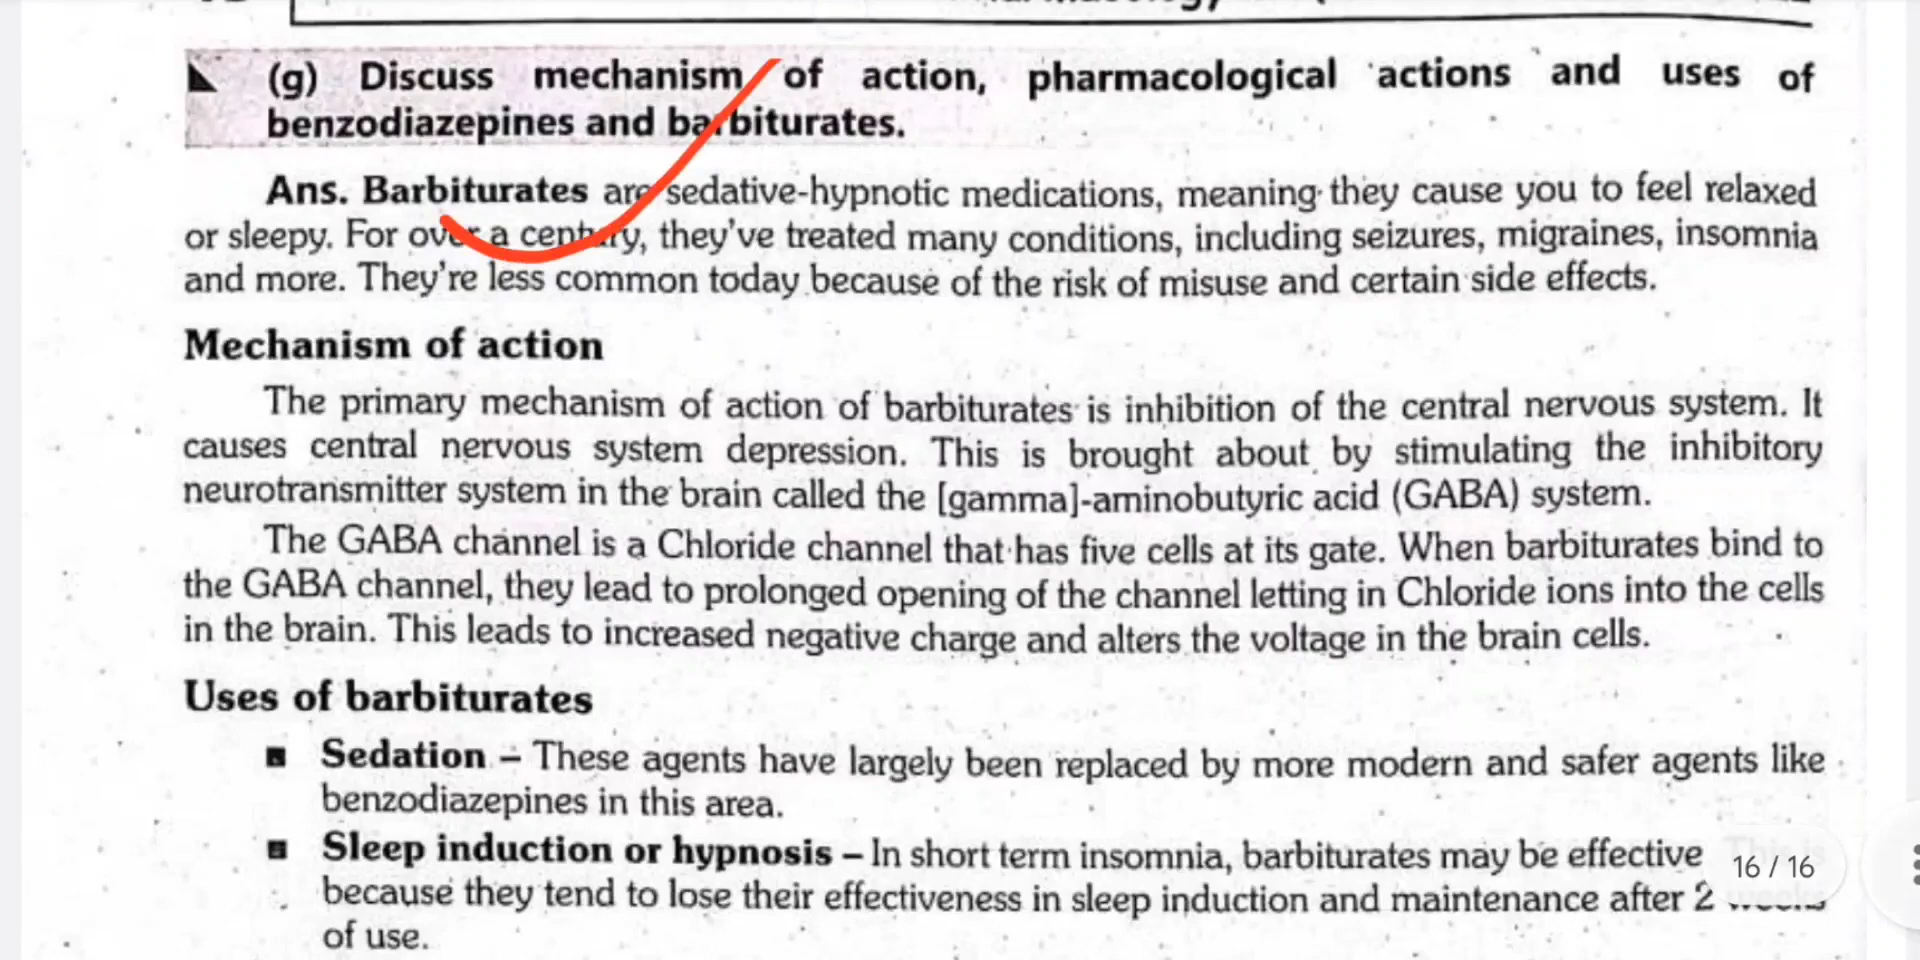 (g) Discuss mechanism of action, pharmacological actions and uses of
benzodiazepines and barbiturates.
Ans. Barbiturates are sedative-hypnotic medications, meaning they cause you to feel relaxed
or sleepy. For over a century, they've treated many conditions, including seizures, migraines, insomnia
and more. They're less common today because of the risk of misuse and certain side effects.
Mechanism of action
The primary mechanism of action of barbiturates is inhibition of the central nervous system. It
causes central nervous system depression. This is brought about by stimulating the inhibitory
neurotransmitter system in the brain called the [gamma]-aminobutyric acid (GABA) system.
The GABA channel is a Chloride channel that has five cells at its gate. When barbiturates bind to
the GABA channel, they lead to prolonged opening of the channel letting in Chloride ions into the cells
in the brain. This leads to increased negative charge and alters the voltage in the brain cells.
Uses of barbiturates
■ Sedation – These agents have largely been replaced by more modern and safer agents like
benzodiazepines in this area.
■ Sleep induction or hypnosis – In short term insomnia, barbiturates may be effective This is
because they tend to lose their effectiveness in sleep induction and maintenance after 2
of use.
16 / 16